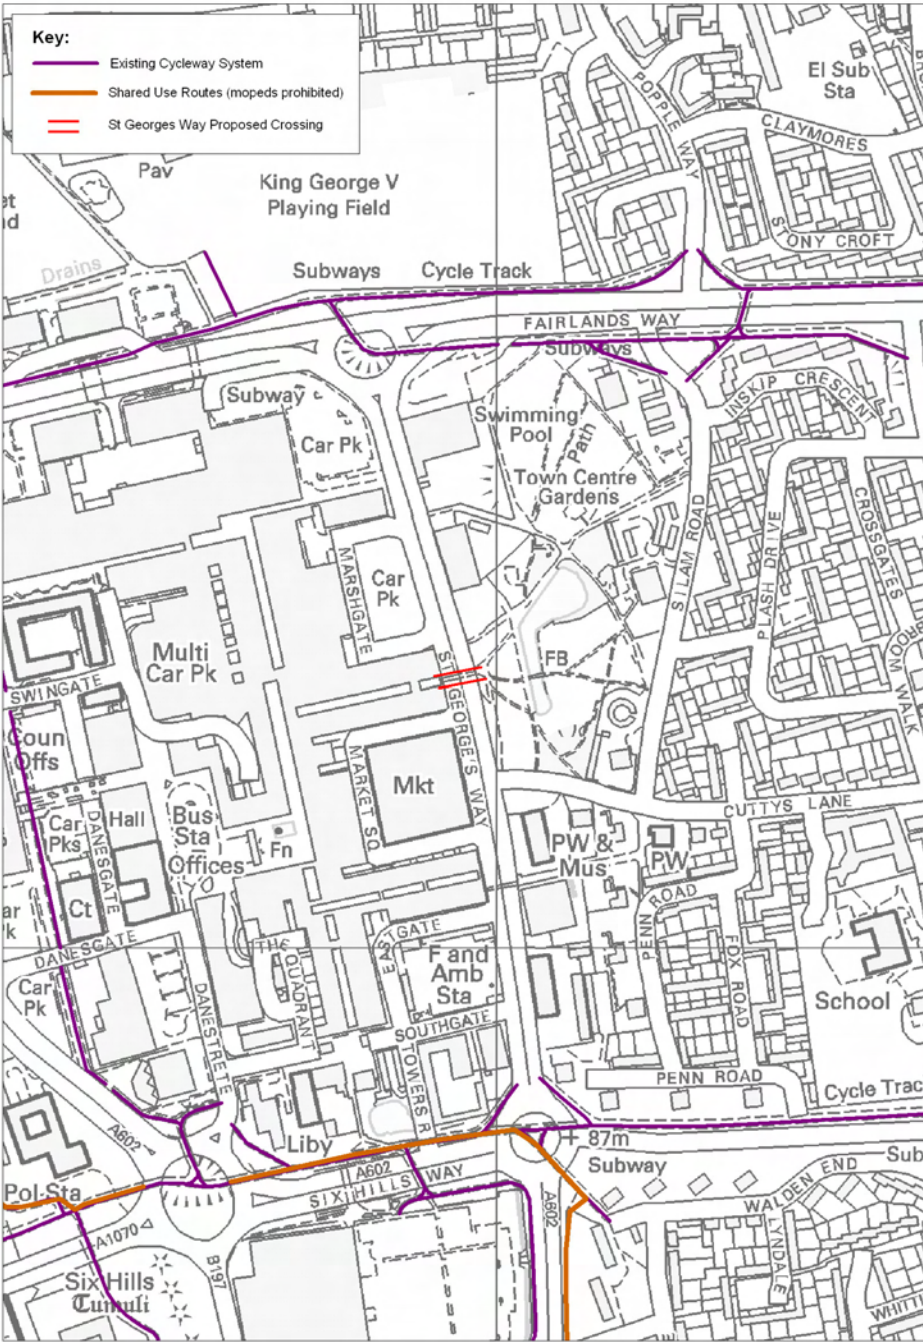 Key:
Existing Cycleway System
Shared Use Routes (mopeds prohibited)
St Georges Way Proposed Crossing
POPPLE WAY
El Sub
Sta
CLAYMORES
Pav
King George V
Playing Field
STONY CROFT
Drains
Subways
Cycle Track
FAIRLANDS WAY
Subways
Subway
INSKIP CRESCENT
Car Pk
Swimming
Pool
Path
Town Centre
Gardens
SILAM ROAD
PLASH DRIVE
CROSSGATES
MARSHGATE
Car
Pk
Multi
Car Pk
ST GEORGE'S WAY
FB
SWINGATE
WALK
Coun
Offs
MARKET SQ
Mkt
CUTTYS LANE
Car
Pks
DANESGATE
Hall
Bus
Sta
Offices
Fn
PW &
Mus
PW
Ct
PENN ROAD
FOX ROAD
DANESGATE
THE QUADRANT
EASTGATE
F and
Amb
Sta
Car
Pk
DANESTRETE
School
SOUTHGATE
TOWERS R
PENN ROAD
Cycle Trac
A602
Liby
87m
Subway
Sub
Pol Sta
A602
SIX HILLS WAY
A602
WALDEN END
LYNDALE
A1070
B197
Six Hills
Tumuli
WHITT